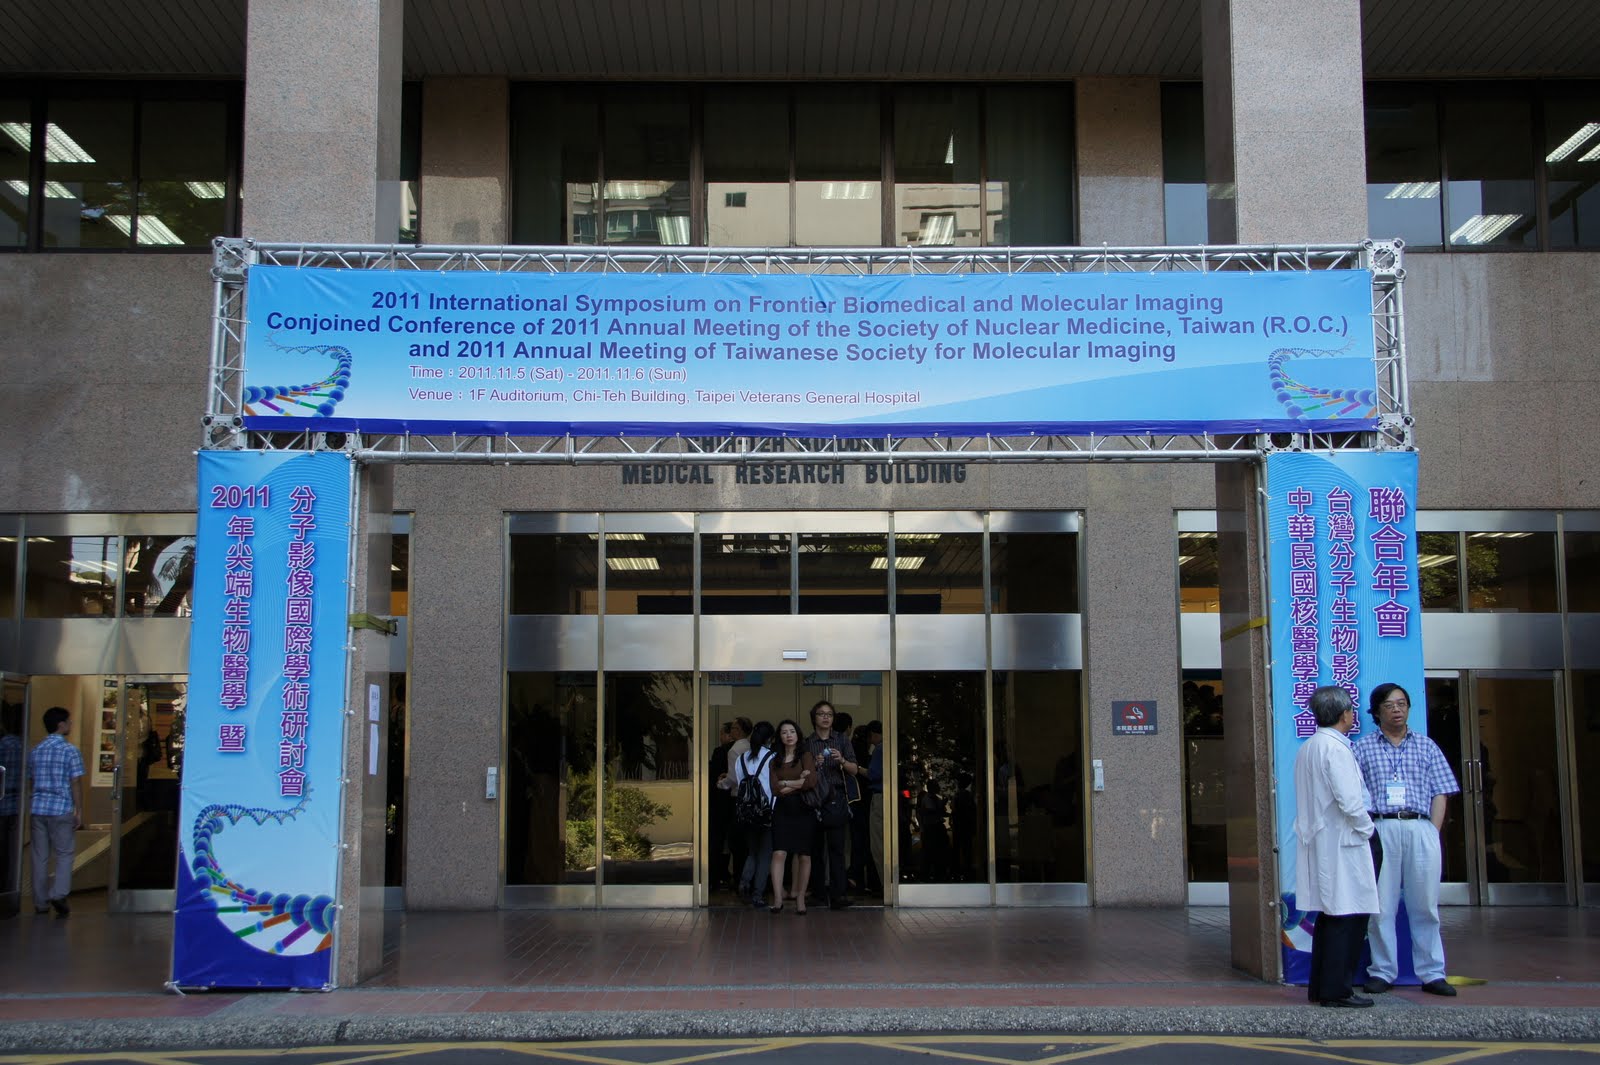 2011 International Symposium on Frontier Biomedical and Molecular Imaging
Conjoined Conference of 2011 Annual Meeting of the Society of Nuclear Medicine, Taiwan (R.O.C.)
and 2011 Annual Meeting of Taiwanese Society for Molecular Imaging
Time：2011.11.5 (Sat) - 2011.11.6 (Sun)
Venue：1F Auditorium, Chi-Teh Building, Taipei Veterans General Hospital
MEDICAL RESEARCH BUILDING
2011
年尖端生物醫學 暨
分子影像國際學術研討會
中華民國核醫學學會
台灣分子生物影像學
聯合年會